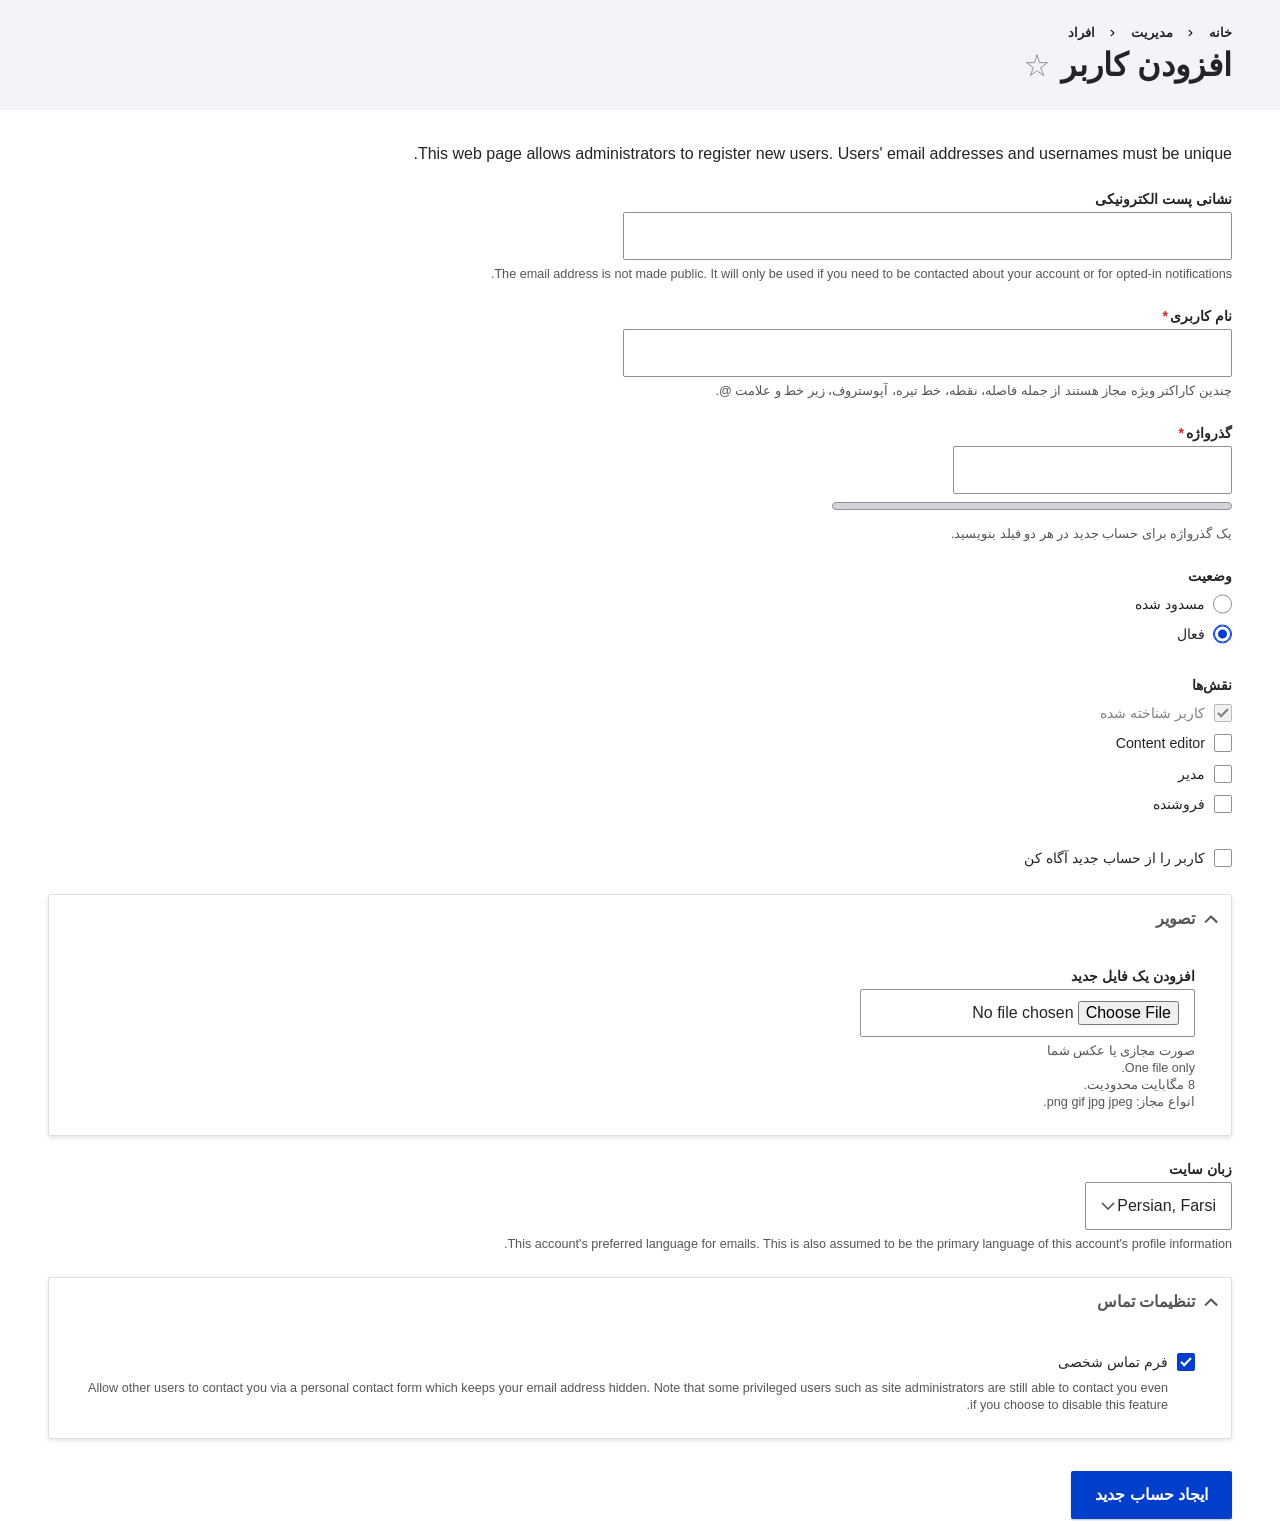 خانه › مدیریت › افراد
افزودن کاربر ☆
This web page allows administrators to register new users. Users' email addresses and usernames must be unique.
نشانی پست الکترونیکی
The email address is not made public. It will only be used if you need to be contacted about your account or for opted-in notifications.
نام کاربری*
چندین کاراکتر ویژه مجاز هستند از جمله فاصله، نقطه، خط تیره، آپوستروف، زیر خط و علامت @.
گذرواژه*
یک گذرواژه برای حساب جدید در هر دو فیلد بنویسید.
وضعیت
مسدود شده
فعال
نقش‌ها
کاربر شناخته شده
Content editor
مدیر
فروشنده
کاربر را از حساب جدید آگاه کن
تصویر
افزودن یک فایل جدید
Choose File No file chosen
صورت مجازی یا عکس شما
One file only.
8 مگابایت محدودیت.
انواع مجاز: png gif jpg jpeg.
زبان سایت
Persian, Farsi
This account's preferred language for emails. This is also assumed to be the primary language of this account's profile information.
تنظیمات تماس
فرم تماس شخصی
Allow other users to contact you via a personal contact form which keeps your email address hidden. Note that some privileged users such as site administrators are still able to contact you even
if you choose to disable this feature.
ایجاد حساب جدید